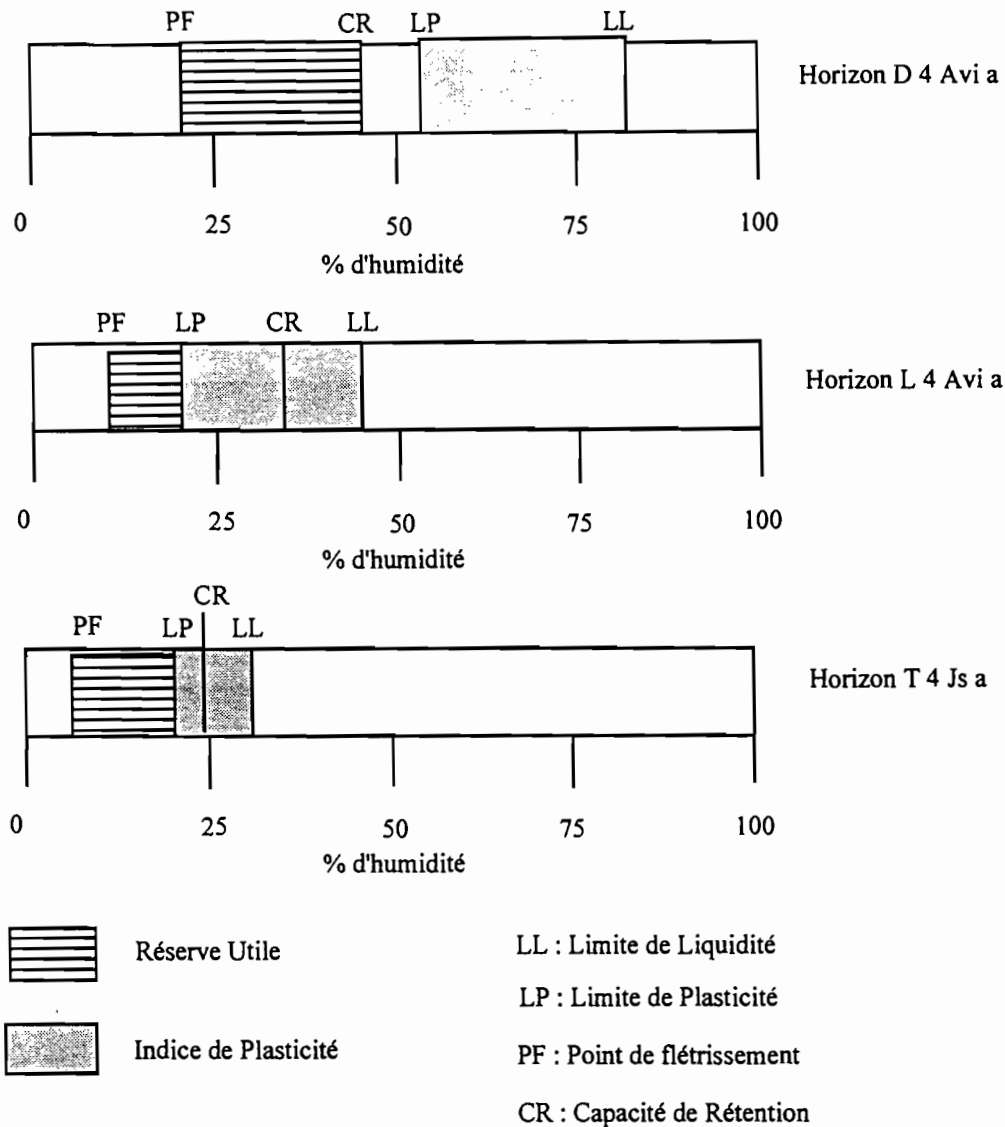 PF CR LP LL
Horizon D 4 Avi a
0 25 50 75 100
% d'humidité
PF LP CR LL
Horizon L 4 Avi a
0 25 50 75 100
% d'humidité
CR
PF LP LL
Horizon T 4 Js a
0 25 50 75 100
% d'humidité
Réserve Utile
LL : Limite de Liquidité
LP : Limite de Plasticité
Indice de Plasticité
PF : Point de flétrissement
CR : Capacité de Rétention